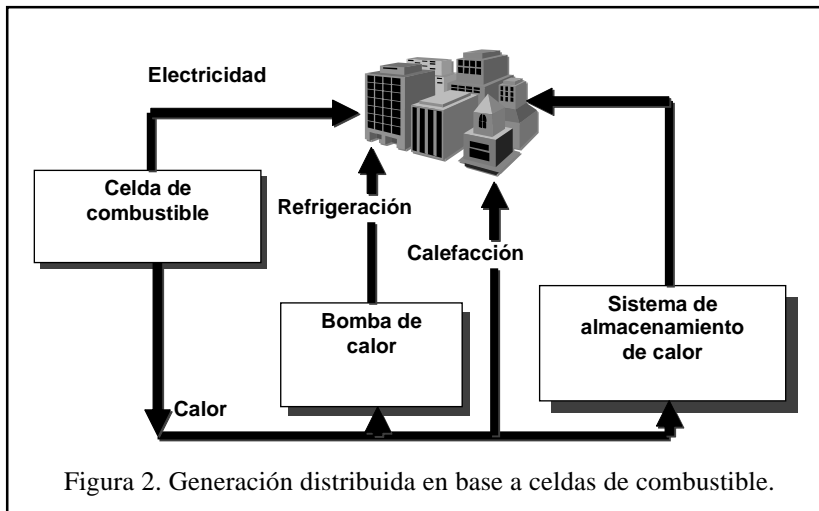 Electricidad
Celda de
combustible
Refrigeración
Calefacción
Bomba de
calor
Sistema de
almacenamiento
de calor
Calor
Figura 2. Generación distribuida en base a celdas de combustible.